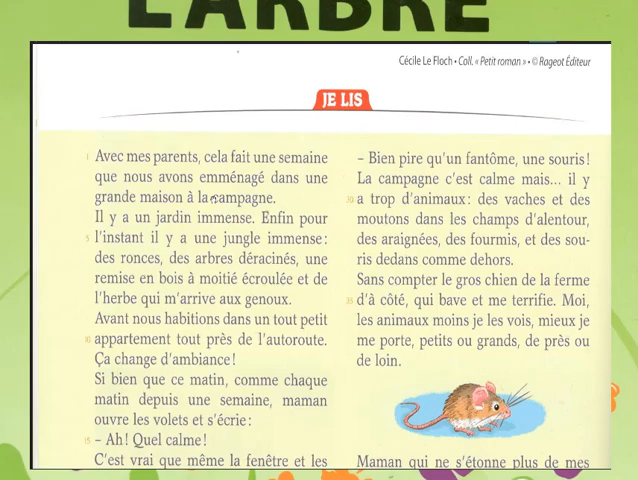 L'ARBRE
Cécile Le Floch • Coll. « Petit roman » • © Rageot Éditeur
JE LIS
1 Avec mes parents, cela fait une semaine
que nous avons emménagé dans une
grande maison à la campagne.
Il y a un jardin immense. Enfin pour
5 l'instant il y a une jungle immense :
des ronces, des arbres déracinés, une
remise en bois à moitié écroulée et de
l'herbe qui m'arrive aux genoux.
Avant nous habitions dans un tout petit
10 appartement tout près de l'autoroute.
Ça change d'ambiance !
Si bien que ce matin, comme chaque
matin depuis une semaine, maman
ouvre les volets et s'écrie :
15 – Ah ! Quel calme !
C'est vrai que même la fenêtre et les
– Bien pire qu'un fantôme, une souris !
La campagne c'est calme mais... il y
20 a trop d'animaux : des vaches et des
moutons dans les champs d'alentour,
des araignées, des fourmis, et des sou-
ris dedans comme dehors.
Sans compter le gros chien de la ferme
25 d'à côté, qui bave et me terrifie. Moi,
les animaux moins je les vois, mieux je
me porte, petits ou grands, de près ou
de loin.
Maman qui ne s'étonne plus de mes